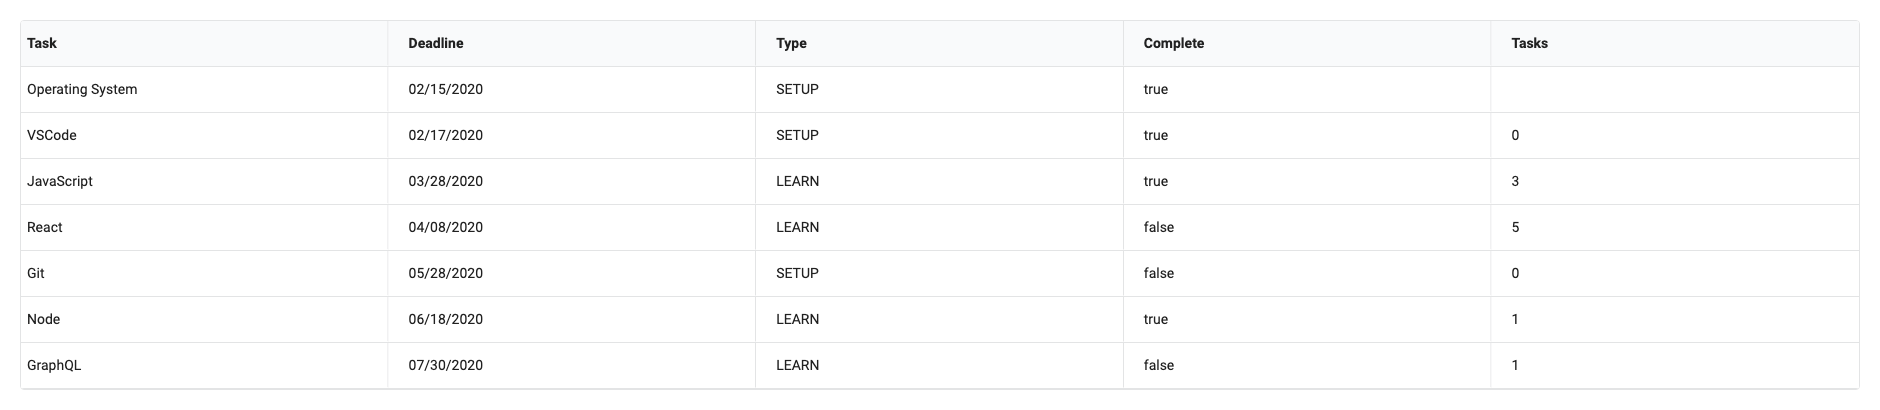 Task Deadline Type Complete Tasks
Operating System 02/15/2020 SETUP true
VSCode 02/17/2020 SETUP true 0
JavaScript 03/28/2020 LEARN true 3
React 04/08/2020 LEARN false 5
Git 05/28/2020 SETUP false 0
Node 06/18/2020 LEARN true 1
GraphQL 07/30/2020 LEARN false 1